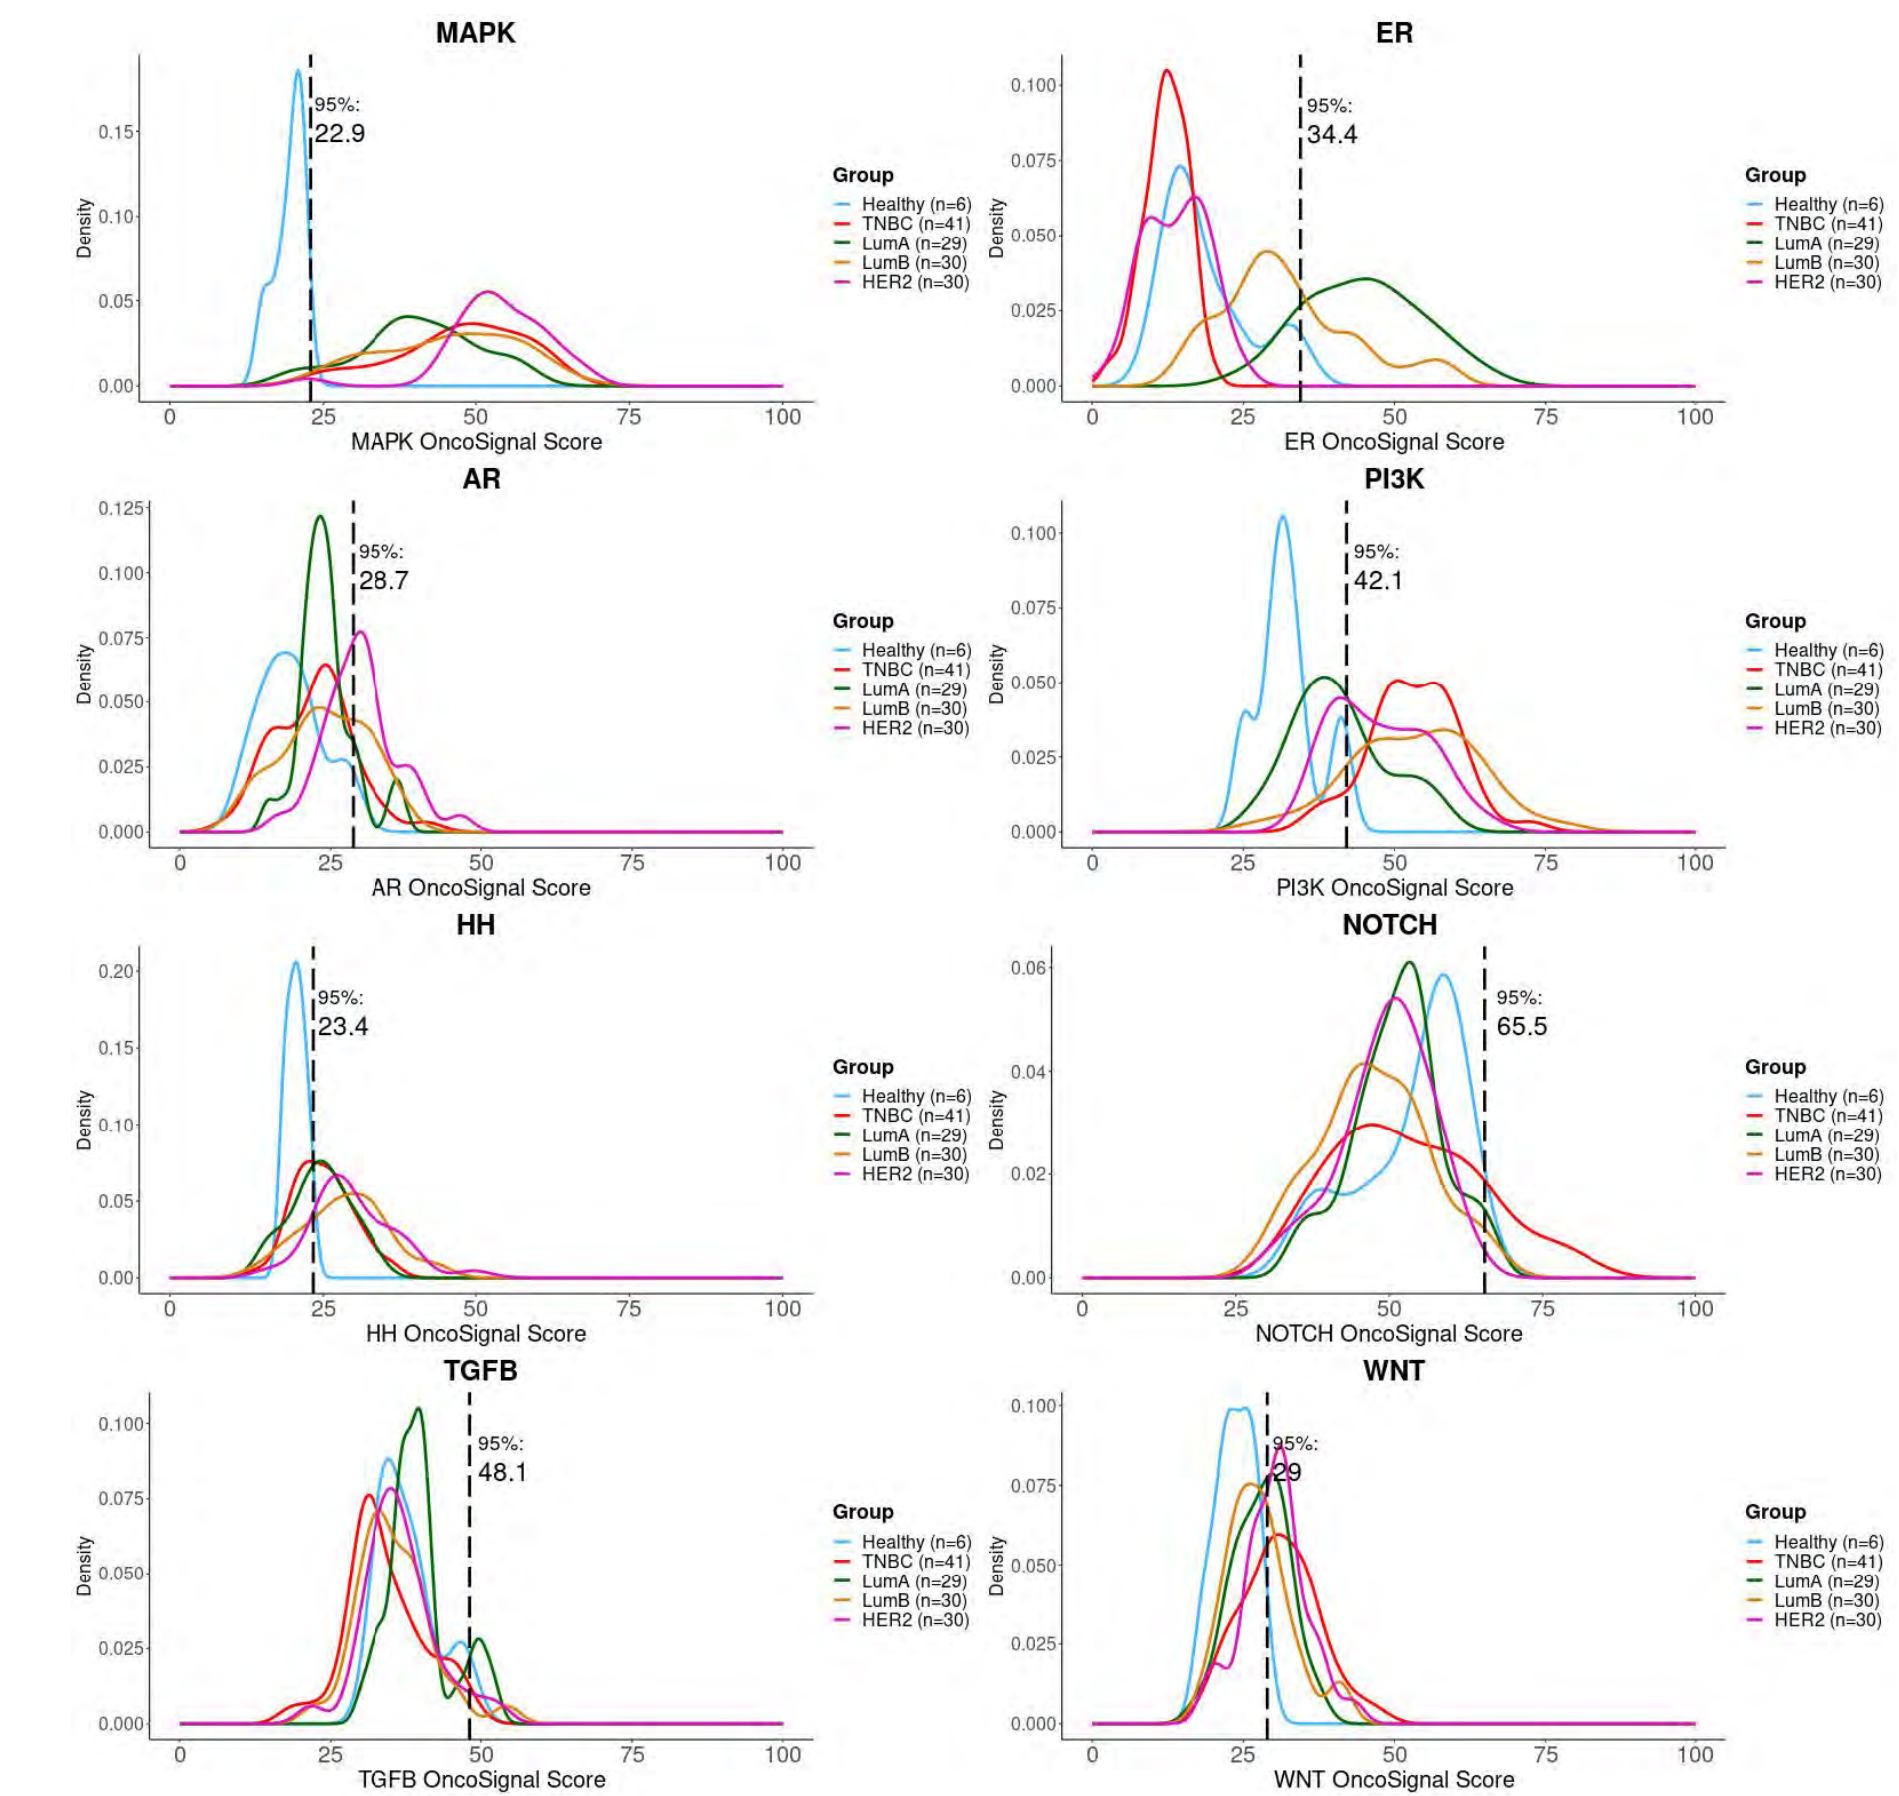 MAPK
95%:
22.9
0.15
0.10
0.05
0.00
Density
0 25 50 75 100
MAPK OncoSignal Score
Group
Healthy (n=6)
TNBC (n=41)
LumA (n=29)
LumB (n=30)
HER2 (n=30)
ER
95%:
34.4
0.100
0.075
0.050
0.025
0.000
Density
0 25 50 75 100
ER OncoSignal Score
Group
Healthy (n=6)
TNBC (n=41)
LumA (n=29)
LumB (n=30)
HER2 (n=30)
AR
95%:
28.7
0.125
0.100
0.075
0.050
0.025
0.000
Density
0 25 50 75 100
AR OncoSignal Score
Group
Healthy (n=6)
TNBC (n=41)
LumA (n=29)
LumB (n=30)
HER2 (n=30)
PI3K
95%:
42.1
0.100
0.075
0.050
0.025
0.000
Density
0 25 50 75 100
PI3K OncoSignal Score
Group
Healthy (n=6)
TNBC (n=41)
LumA (n=29)
LumB (n=30)
HER2 (n=30)
HH
95%:
23.4
0.20
0.15
0.10
0.05
0.00
Density
0 25 50 75 100
HH OncoSignal Score
Group
Healthy (n=6)
TNBC (n=41)
LumA (n=29)
LumB (n=30)
HER2 (n=30)
NOTCH
95%:
65.5
0.06
0.04
0.02
0.00
Density
0 25 50 75 100
NOTCH OncoSignal Score
Group
Healthy (n=6)
TNBC (n=41)
LumA (n=29)
LumB (n=30)
HER2 (n=30)
TGFB
95%:
48.1
0.100
0.075
0.050
0.025
0.000
Density
0 25 50 75 100
TGFB OncoSignal Score
Group
Healthy (n=6)
TNBC (n=41)
LumA (n=29)
LumB (n=30)
HER2 (n=30)
WNT
95%:
29
0.100
0.075
0.050
0.025
0.000
Density
0 25 50 75 100
WNT OncoSignal Score
Group
Healthy (n=6)
TNBC (n=41)
LumA (n=29)
LumB (n=30)
HER2 (n=30)